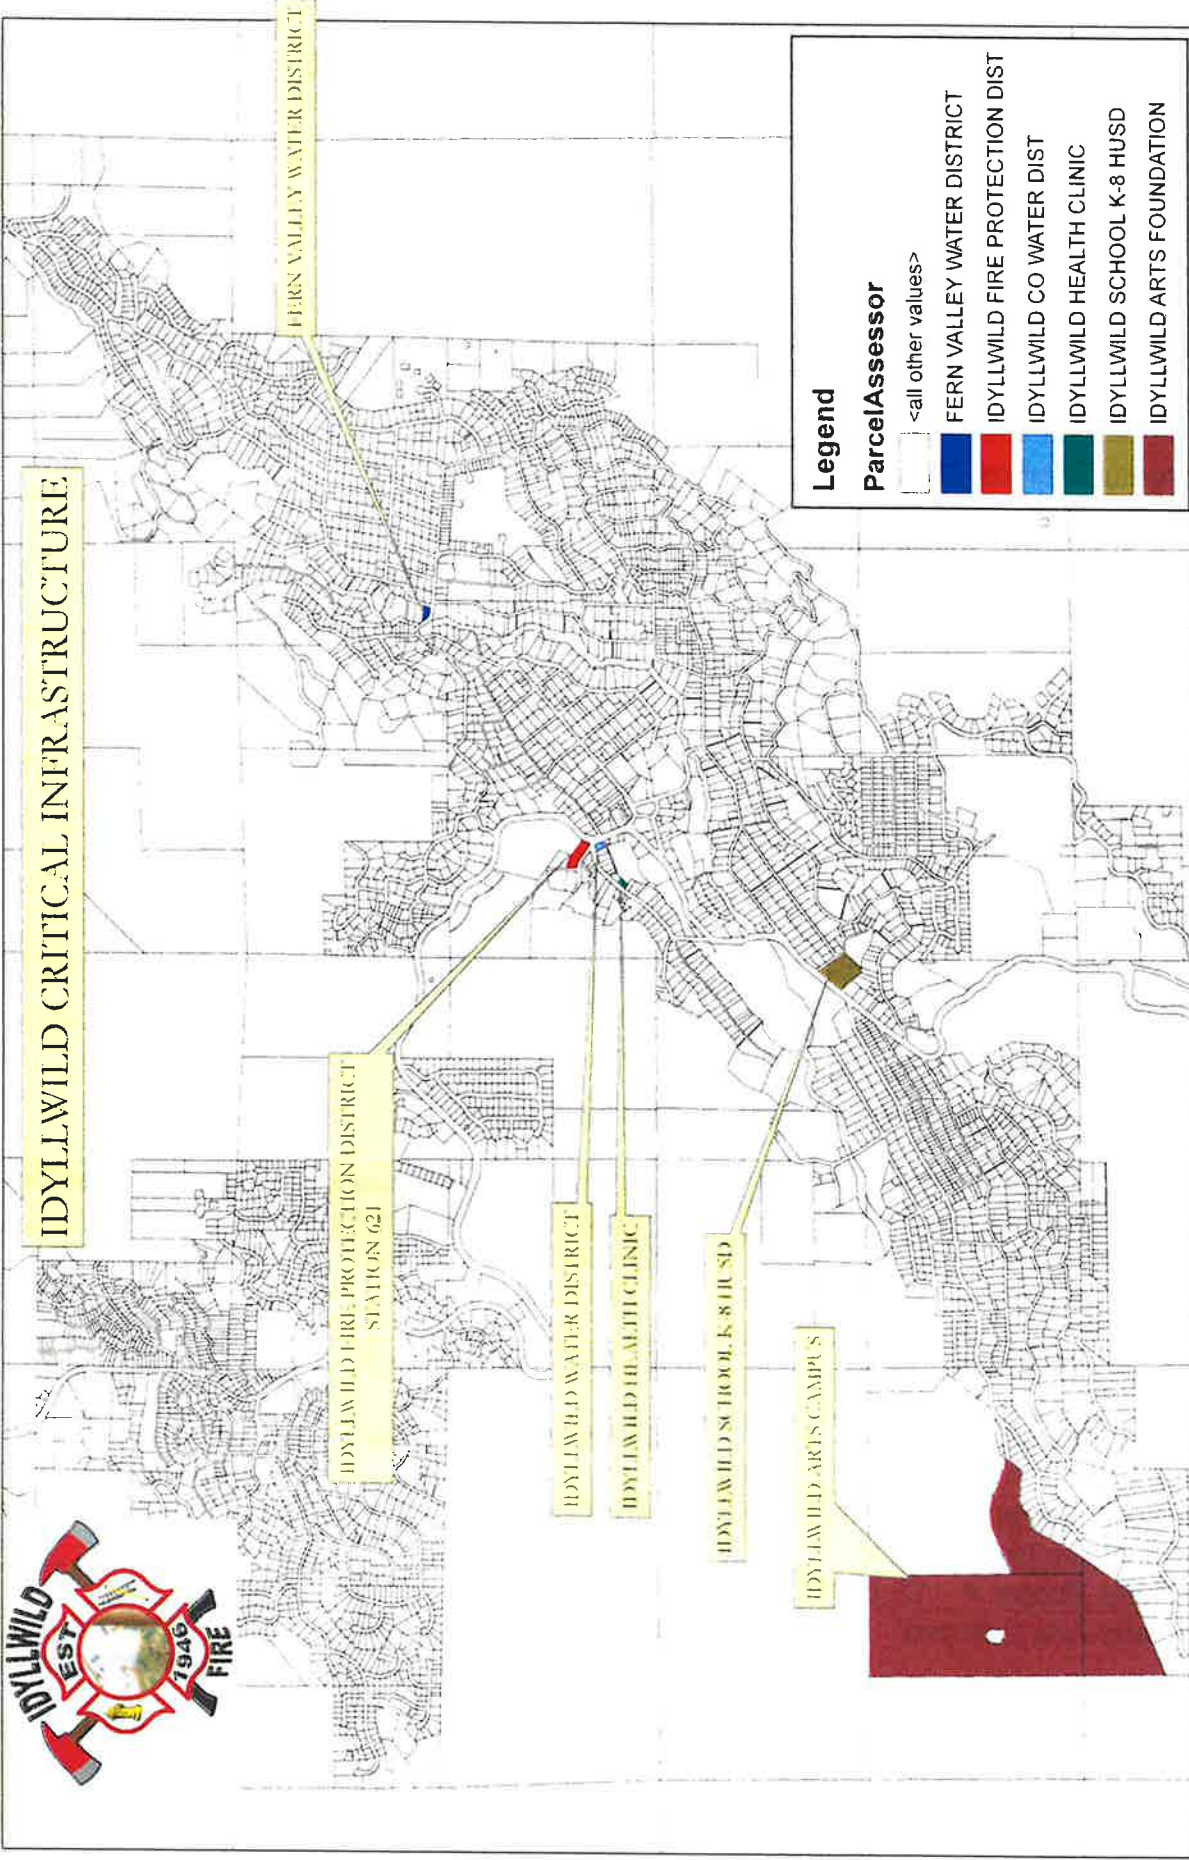 IDYLLWILD
EST
1946
FIRE
IDYLLWILD CRITICAL INFRASTRUCTURE
FERN VALLEY WATER DISTRICT
IDYLLWILD FIRE PROTECTION DISTRICT
STATION 621
IDYLLWILD WATER DISTRICT
IDYLLWILD HEALTH CLINIC
IDYLLWILD SCHOOL K-8 HUSD
IDYLLWILD ARTS CAMPUS
Legend
ParcelAssessor
<all other values>
FERN VALLEY WATER DISTRICT
IDYLLWILD FIRE PROTECTION DIST
IDYLLWILD CO WATER DIST
IDYLLWILD HEALTH CLINIC
IDYLLWILD SCHOOL K-8 HUSD
IDYLLWILD ARTS FOUNDATION